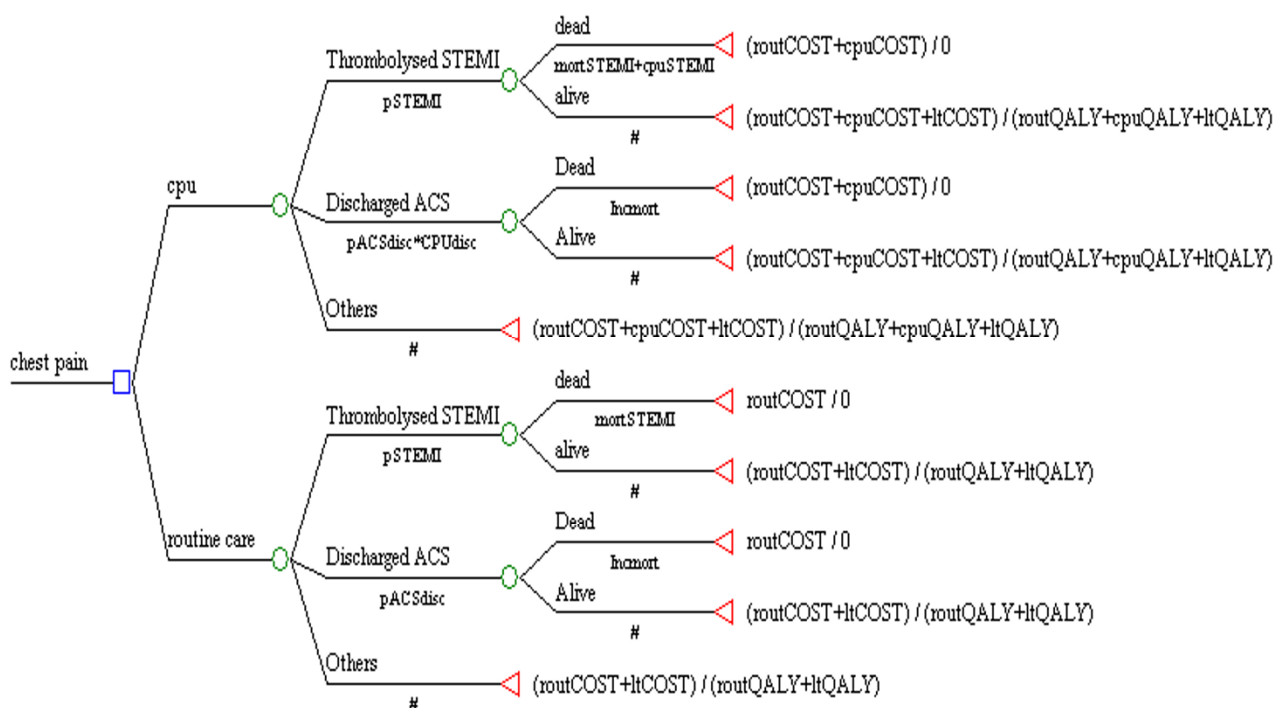 dead
(routCOST+cpuCOST) / 0
Thrombolysed STEMI
mortSTEMI+cpuSTEMI
pSTEMI
alive
(routCOST+cpuCOST+ltCOST) / (routQALY+cpuQALY+ltQALY)
#
cpu
Dead
(routCOST+cpuCOST) / 0
Discharged ACS
Incmort
pACSdisc*CPUdisc
Alive
(routCOST+cpuCOST+ltCOST) / (routQALY+cpuQALY+ltQALY)
#
Others
(routCOST+cpuCOST+ltCOST) / (routQALY+cpuQALY+ltQALY)
#
chest pain
dead
routCOST / 0
Thrombolysed STEMI
mortSTEMI
pSTEMI
alive
(routCOST+ltCOST) / (routQALY+ltQALY)
#
routine care
Dead
routCOST / 0
Discharged ACS
Incmort
pACSdisc
Alive
(routCOST+ltCOST) / (routQALY+ltQALY)
#
Others
(routCOST+ltCOST) / (routQALY+ltQALY)
#